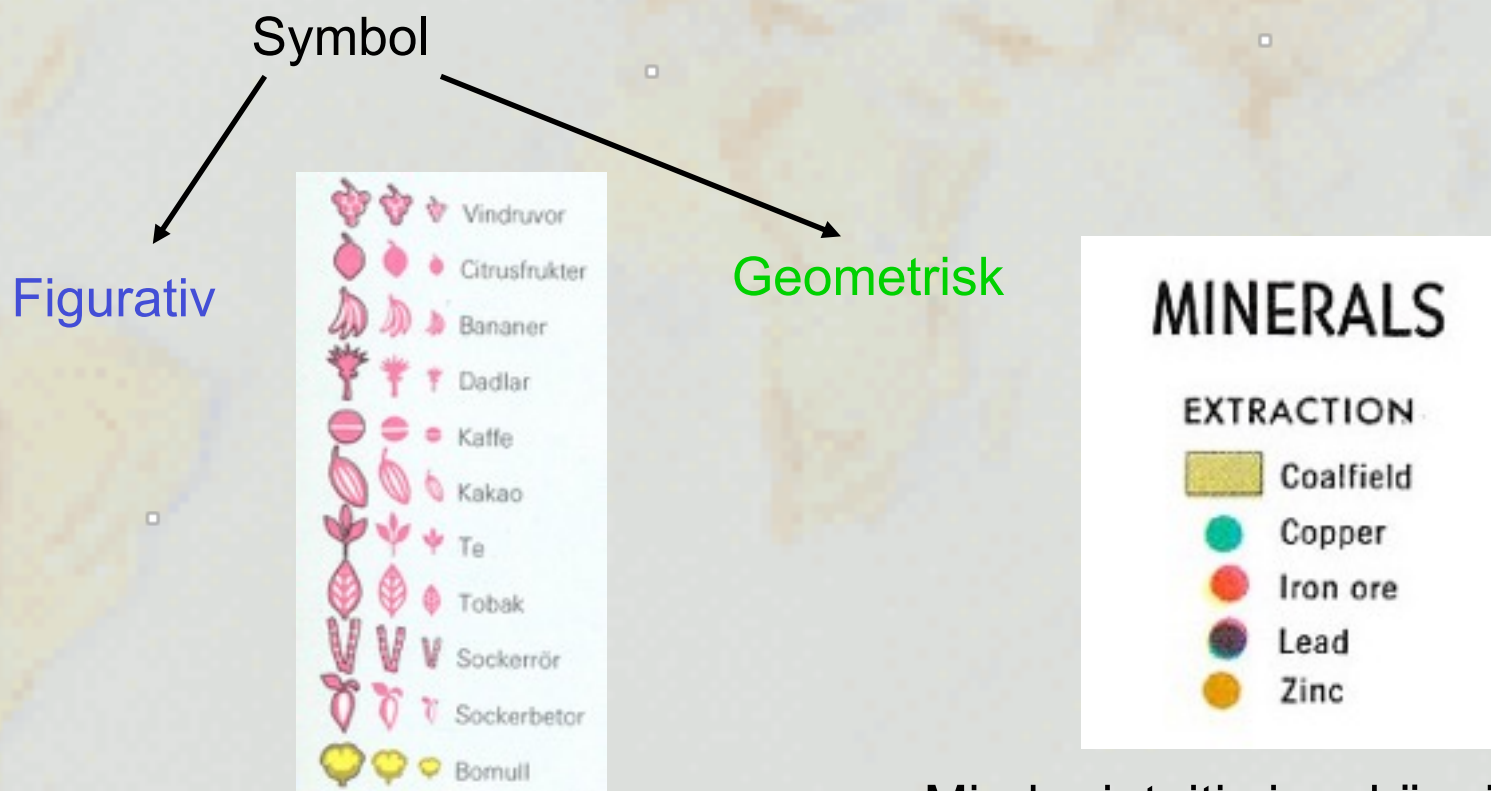 Symbol
Figurativ
Vindruvor
Citrusfrukter
Bananer
Dadlar
Kaffe
Kakao
Te
Tobak
Sockerrör
Sockerbetor
Bomull
Geometrisk
MINERALS
EXTRACTION
Coalfield
Copper
Iron ore
Lead
Zinc